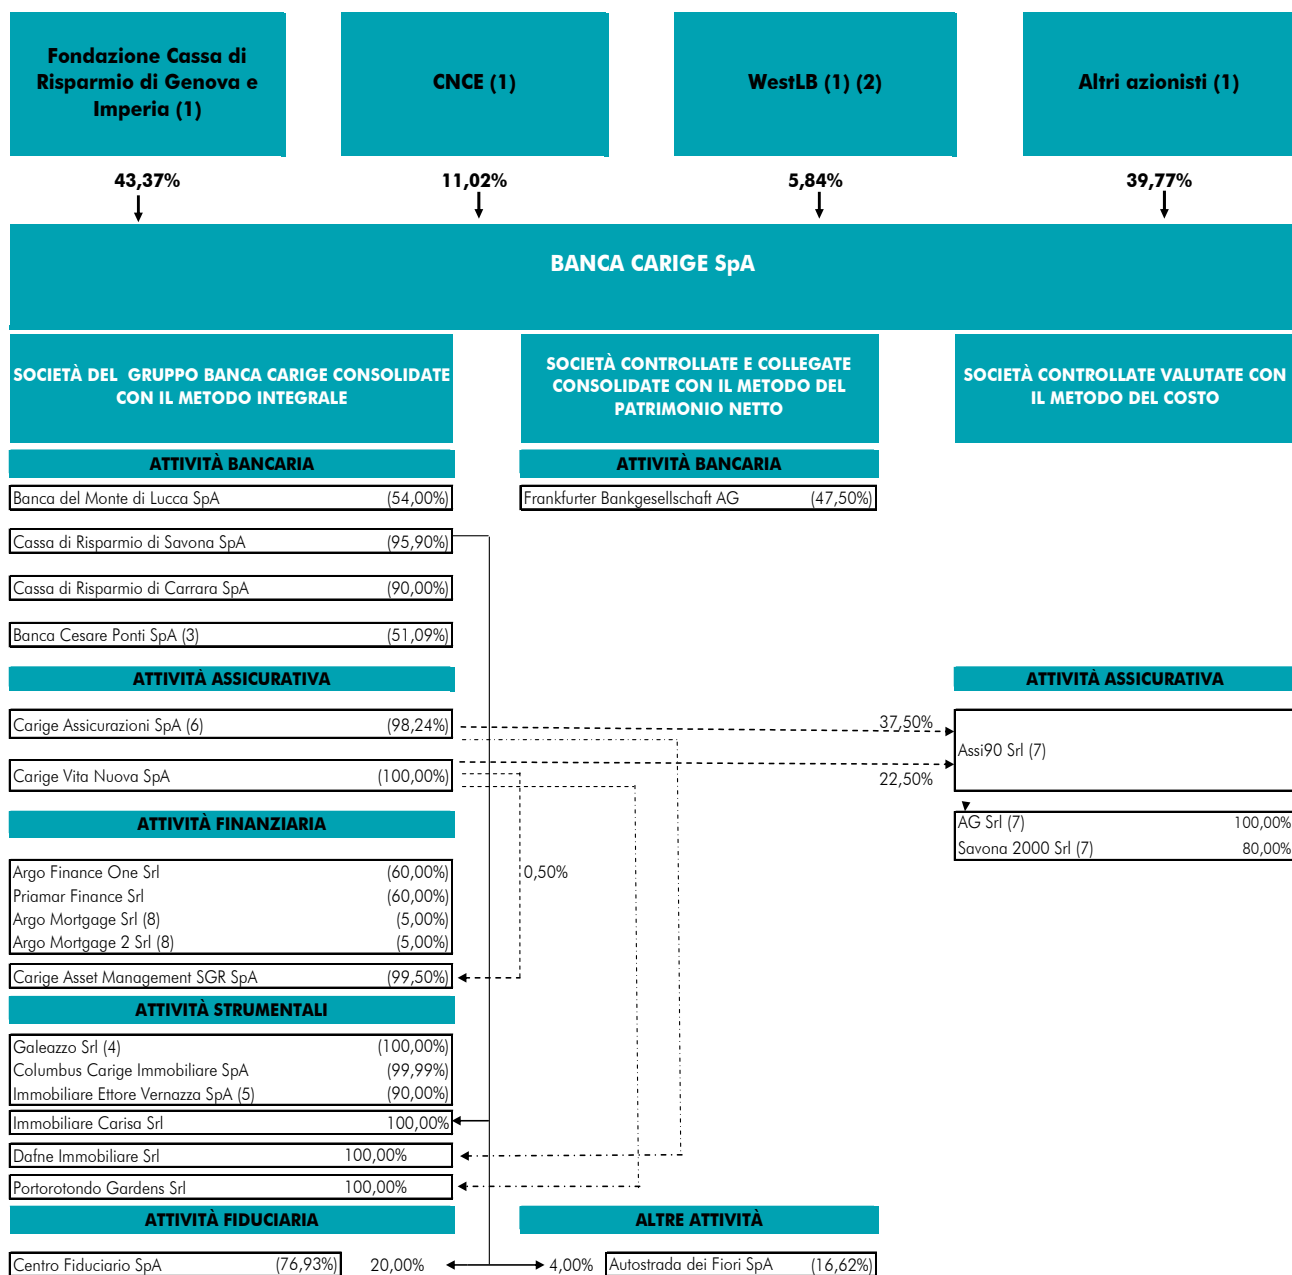 Fondazione Cassa di
Risparmio di Genova e
Imperia (1)
CNCE (1)
WestLB (1) (2)
Altri azionisti (1)
43,37%
11,02%
5,84%
39,77%
BANCA CARIGE SpA
SOCIETÀ DEL GRUPPO BANCA CARIGE CONSOLIDATE
CON IL METODO INTEGRALE
SOCIETÀ CONTROLLATE E COLLEGATE
CONSOLIDATE CON IL METODO DEL
PATRIMONIO NETTO
SOCIETÀ CONTROLLATE VALUTATE CON
IL METODO DEL COSTO
ATTIVITÀ BANCARIA
ATTIVITÀ BANCARIA
Banca del Monte di Lucca SpA (54,00%)
Frankfurter Bankgesellschaft AG (47,50%)
Cassa di Risparmio di Savona SpA (95,90%)
Cassa di Risparmio di Carrara SpA (90,00%)
Banca Cesare Ponti SpA (3) (51,09%)
ATTIVITÀ ASSICURATIVA
ATTIVITÀ ASSICURATIVA
Carige Assicurazioni SpA (6) (98,24%)
37,50%
Assi90 Srl (7)
Carige Vita Nuova SpA (100,00%)
22,50%
ATTIVITÀ FINANZIARIA
AG Srl (7) 100,00%
Savona 2000 Srl (7) 80,00%
Argo Finance One Srl (60,00%)
0,50%
Priamar Finance Srl (60,00%)
Argo Mortgage Srl (8) (5,00%)
Argo Mortgage 2 Srl (8) (5,00%)
Carige Asset Management SGR SpA (99,50%)
ATTIVITÀ STRUMENTALI
Galeazzo Srl (4) (100,00%)
Columbus Carige Immobiliare SpA (99,99%)
Immobiliare Ettore Vernazza SpA (5) (90,00%)
Immobiliare Carisa Srl 100,00%
Dafne Immobiliare Srl 100,00%
Portorotondo Gardens Srl 100,00%
ATTIVITÀ FIDUCIARIA
ALTRE ATTIVITÀ
Centro Fiduciario SpA (76,93%) 20,00%
4,00% Autostrada dei Fiori SpA (16,62%)